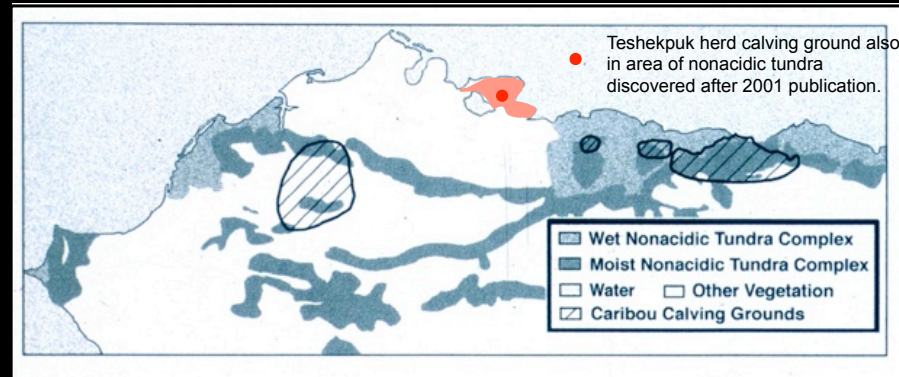 Teshekpuk herd calving ground also
in area of nonacidic tundra
discovered after 2001 publication.
Wet Nonacidic Tundra Complex
Moist Nonacidic Tundra Complex
Water Other Vegetation
Caribou Calving Grounds